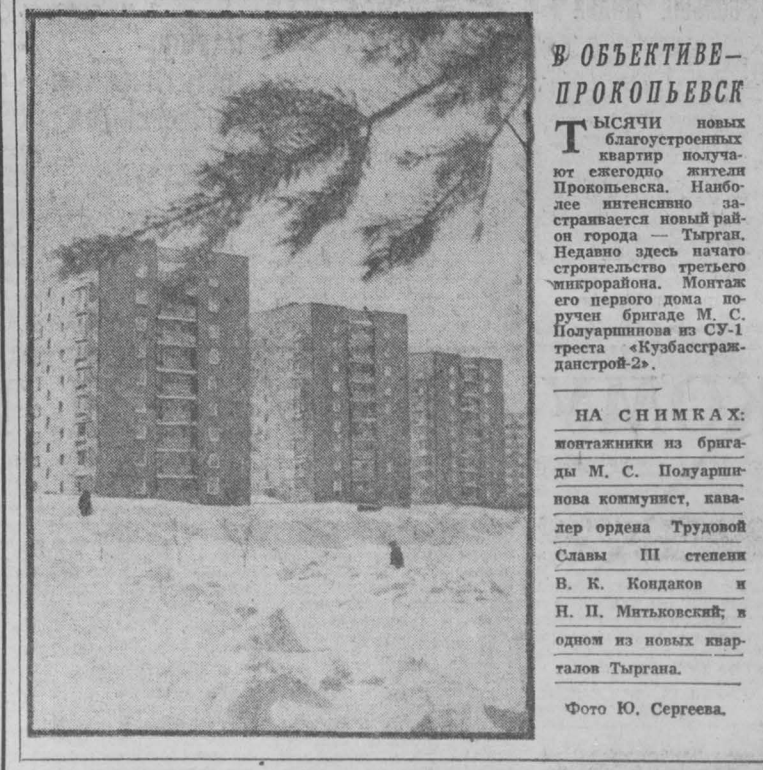 В ОБЪЕКТИВЕ—
ПРОКОПЬЕВСК
ТЫСЯЧИ новых
благоустроенных
квартир получа-
ют ежегодно жители
Прокопьевска. Наибо-
лее интенсивно за-
страивается новый рай-
он города — Тырган.
Недавно здесь начато
строительство третьего
микрорайона. Монтаж
его первого дома по-
ручен бригаде М. С.
Полуаршинова из СУ-1
треста «Кузбассграж-
данстрой-2».
НА СНИМКАХ:
монтажники из брига-
ды М. С. Полуарши-
нова коммунист, кава-
лер ордена Трудовой
Славы III степени
В. К. Кондаков и
Н. П. Митьковский; в
одном из новых квар-
талов Тыргана.
Фото Ю. Сергеева.